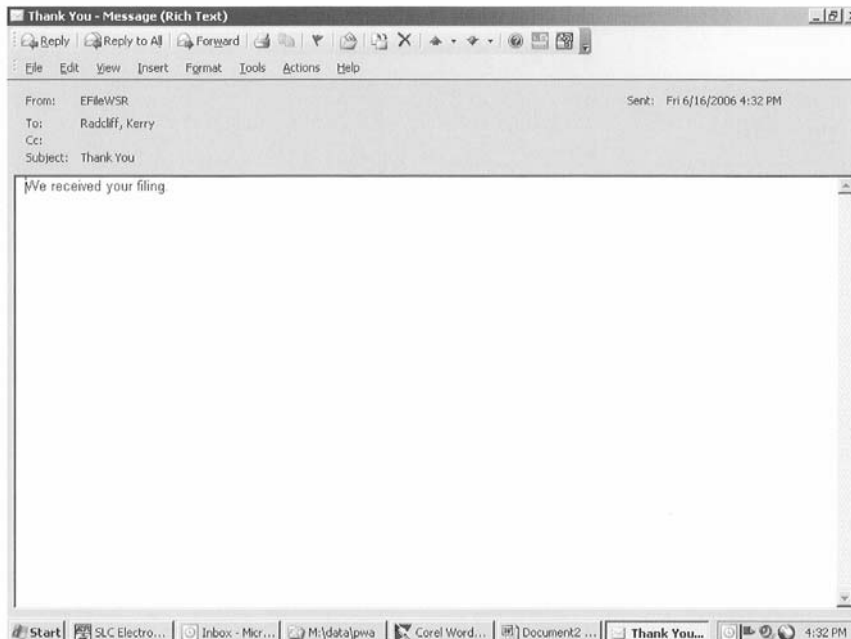 Thank You - Message (Rich Text)
Reply Reply to All Forward
File Edit View Insert Format Tools Actions Help
From: EFileWSR Sent: Fri 6/16/2006 4:32 PM
To: Radcliff, Kerry
Cc:
Subject: Thank You
We received your filing.
Start SLC Electro... Inbox - Micr... M:\data\pwa Corel Word... Document2 ... Thank You... 4:32 PM